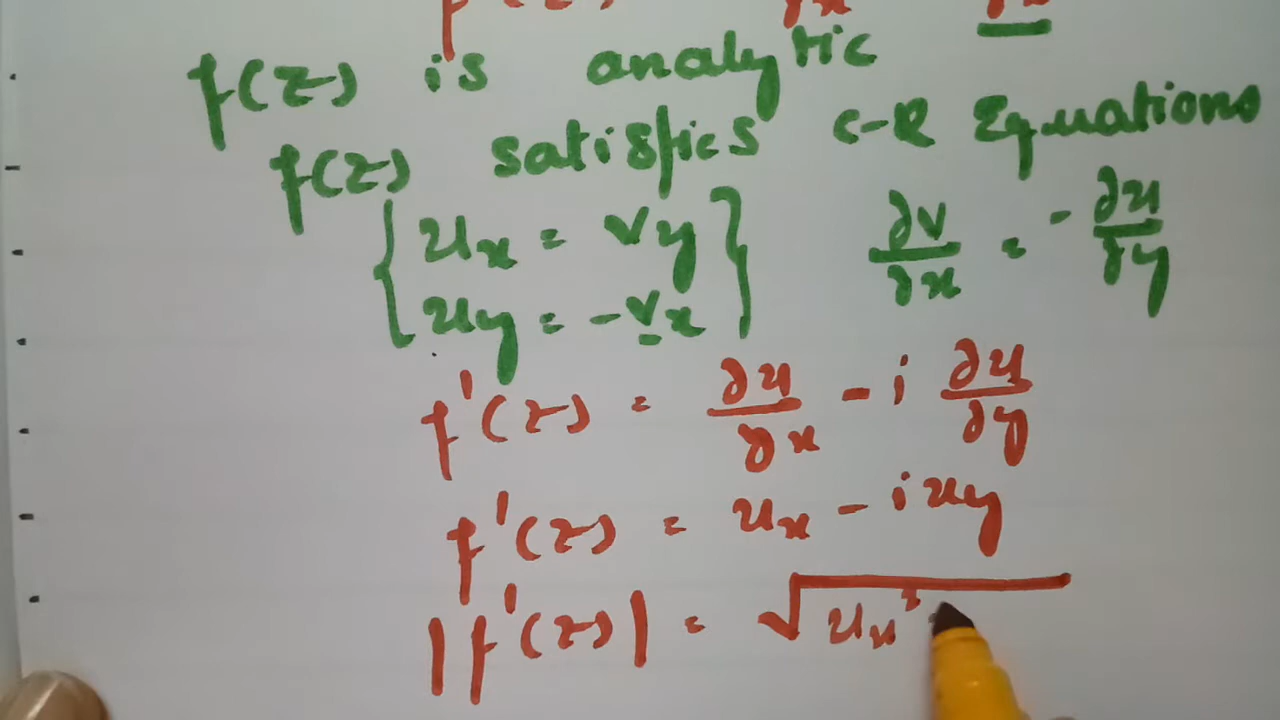 f(z) is analytic
f(z) satisfies C-R Equations
{ ux = vy
uy = -vx } ∂v/∂x = - ∂u/∂y
f'(z) = ∂u/∂x - i ∂u/∂y
f'(z) = ux - iuy
|f'(z)| = √ux²